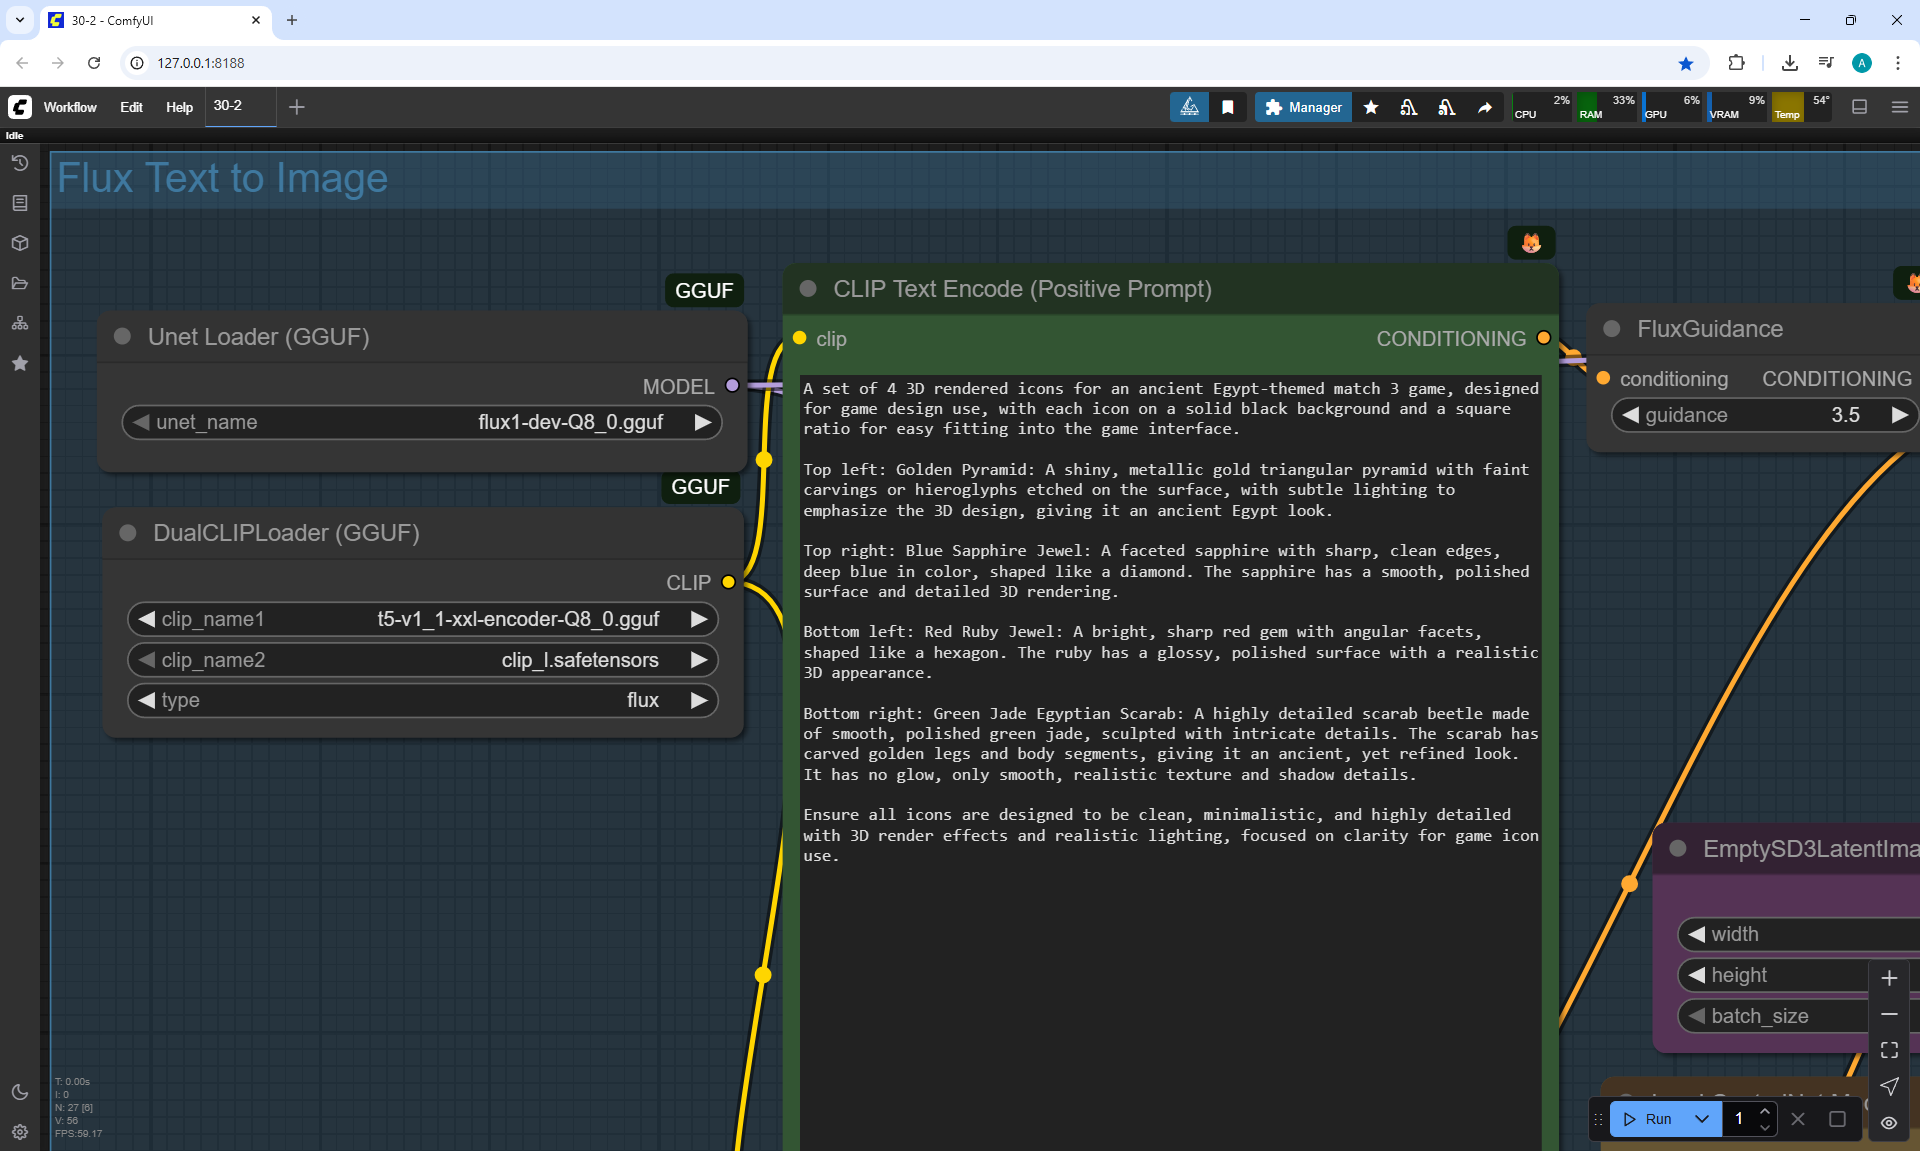 30-2 - ComfyUI
127.0.0.1:8188
Workflow Edit Help 30-2
Manager
CPU 2% RAM 33% GPU 6% VRAM 9% Temp 54°
Idle
Flux Text to Image
GGUF
Unet Loader (GGUF)
MODEL
unet_name flux1-dev-Q8_0.gguf
GGUF
DualCLIPLoader (GGUF)
CLIP
clip_name1 t5-v1_1-xxl-encoder-Q8_0.gguf
clip_name2 clip_l.safetensors
type flux
CLIP Text Encode (Positive Prompt)
clip CONDITIONING
A set of 4 3D rendered icons for an ancient Egypt-themed match 3 game, designed
for game design use, with each icon on a solid black background and a square
ratio for easy fitting into the game interface.
Top left: Golden Pyramid: A shiny, metallic gold triangular pyramid with faint
carvings or hieroglyphs etched on the surface, with subtle lighting to
emphasize the 3D design, giving it an ancient Egypt look.
Top right: Blue Sapphire Jewel: A faceted sapphire with sharp, clean edges,
deep blue in color, shaped like a diamond. The sapphire has a smooth, polished
surface and detailed 3D rendering.
Bottom left: Red Ruby Jewel: A bright, sharp red gem with angular facets,
shaped like a hexagon. The ruby has a glossy, polished surface with a realistic
3D appearance.
Bottom right: Green Jade Egyptian Scarab: A highly detailed scarab beetle made
of smooth, polished green jade, sculpted with intricate details. The scarab has
carved golden legs and body segments, giving it an ancient, yet refined look.
It has no glow, only smooth, realistic texture and shadow details.
Ensure all icons are designed to be clean, minimalistic, and highly detailed
with 3D render effects and realistic lighting, focused on clarity for game icon
use.
FluxGuidance
conditioning CONDITIONING
guidance 3.5
EmptySD3LatentIma
width
height
batch_size
T: 0.00s
I: 0
N: 27 [6]
V: 56
FPS:59.17
Run 1
A